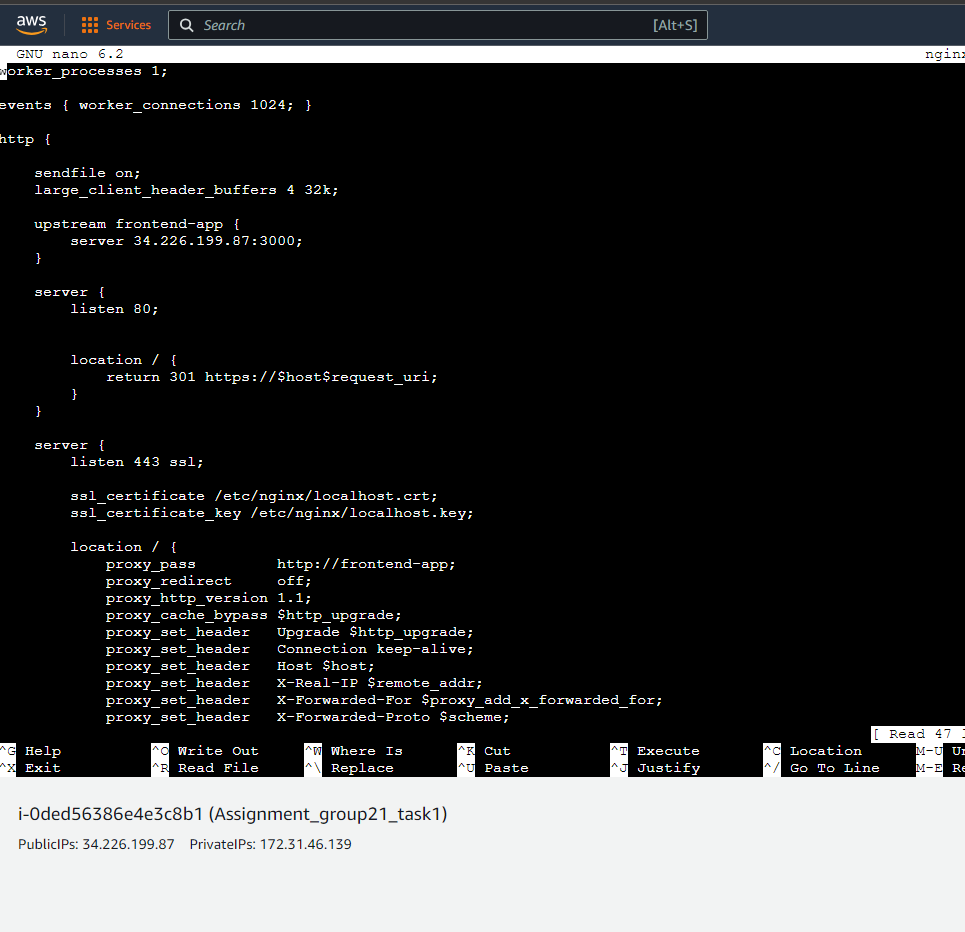 aws Services Search [Alt+S]
GNU nano 6.2 nginx
worker_processes 1;
events { worker_connections 1024; }
http {
sendfile on;
large_client_header_buffers 4 32k;
upstream frontend-app {
server 34.226.199.87:3000;
}
server {
listen 80;
location / {
return 301 https://$host$request_uri;
}
}
server {
listen 443 ssl;
ssl_certificate /etc/nginx/localhost.crt;
ssl_certificate_key /etc/nginx/localhost.key;
location / {
proxy_pass http://frontend-app;
proxy_redirect off;
proxy_http_version 1.1;
proxy_cache_bypass $http_upgrade;
proxy_set_header Upgrade $http_upgrade;
proxy_set_header Connection keep-alive;
proxy_set_header Host $host;
proxy_set_header X-Real-IP $remote_addr;
proxy_set_header X-Forwarded-For $proxy_add_x_forwarded_for;
proxy_set_header X-Forwarded-Proto $scheme;
[ Read 47
^G Help ^O Write Out ^W Where Is ^K Cut ^T Execute ^C Location M-U
^X Exit ^R Read File ^\ Replace ^U Paste ^J Justify ^/ Go To Line M-E
i-0ded56386e4e3c8b1 (Assignment_group21_task1)
PublicIPs: 34.226.199.87 PrivateIPs: 172.31.46.139